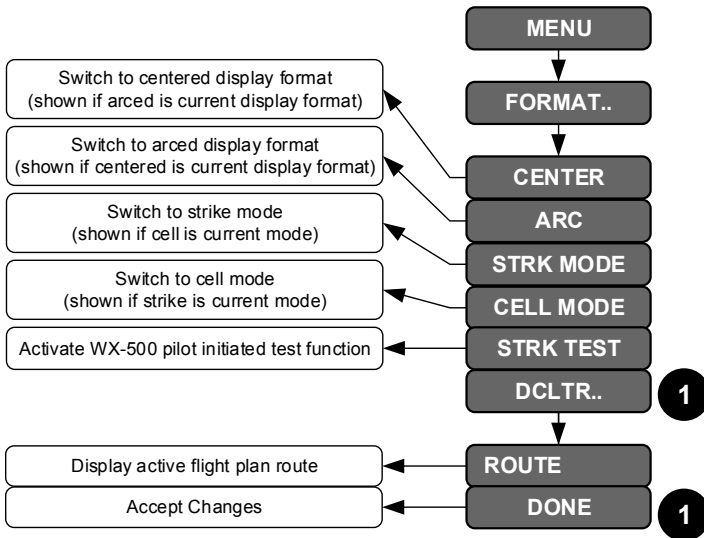 MENU
FORMAT..
Switch to centered display format
(shown if arced is current display format)
CENTER
Switch to arced display format
(shown if centered is current display format)
ARC
Switch to strike mode
(shown if cell is current mode)
STRK MODE
Switch to cell mode
(shown if strike is current mode)
CELL MODE
Activate WX-500 pilot initiated test function
STRK TEST
DCLTR..
1
Display active flight plan route
ROUTE
Accept Changes
DONE
1